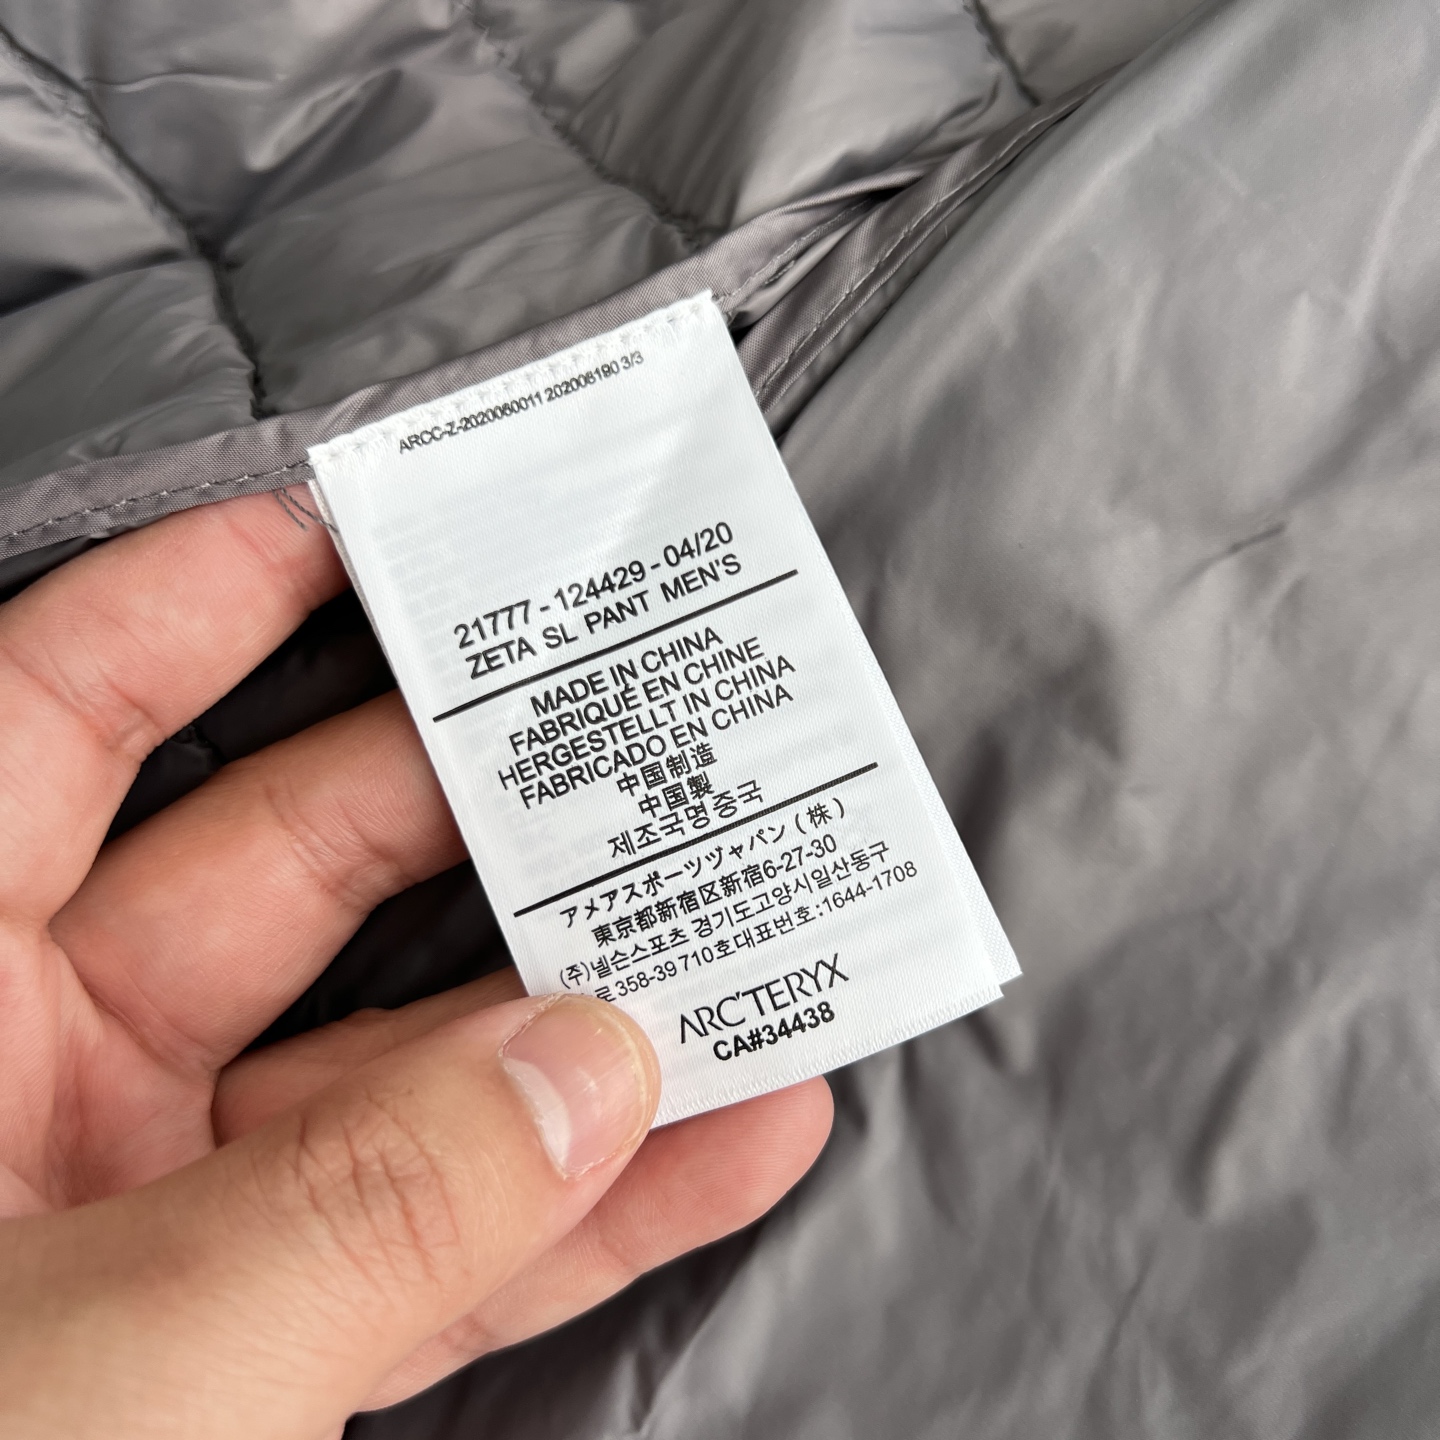 ARCC-Z-2020060011 202006190 3/3
21777 - 124429 - 04/20
ZETA SL PANT MEN'S
MADE IN CHINA
FABRIQUÉ EN CHINE
HERGESTELLT IN CHINA
FABRICADO EN CHINA
中国制造
中国製
제조국명 중국
アメアスポーツヅャパン(株)
東京都新宿区新宿6-27-30
(주)넬슨스포츠 경기도고양시일산동구
로 358-39 710호대표번호:1644-1708
ARC'TERYX
CA#34438